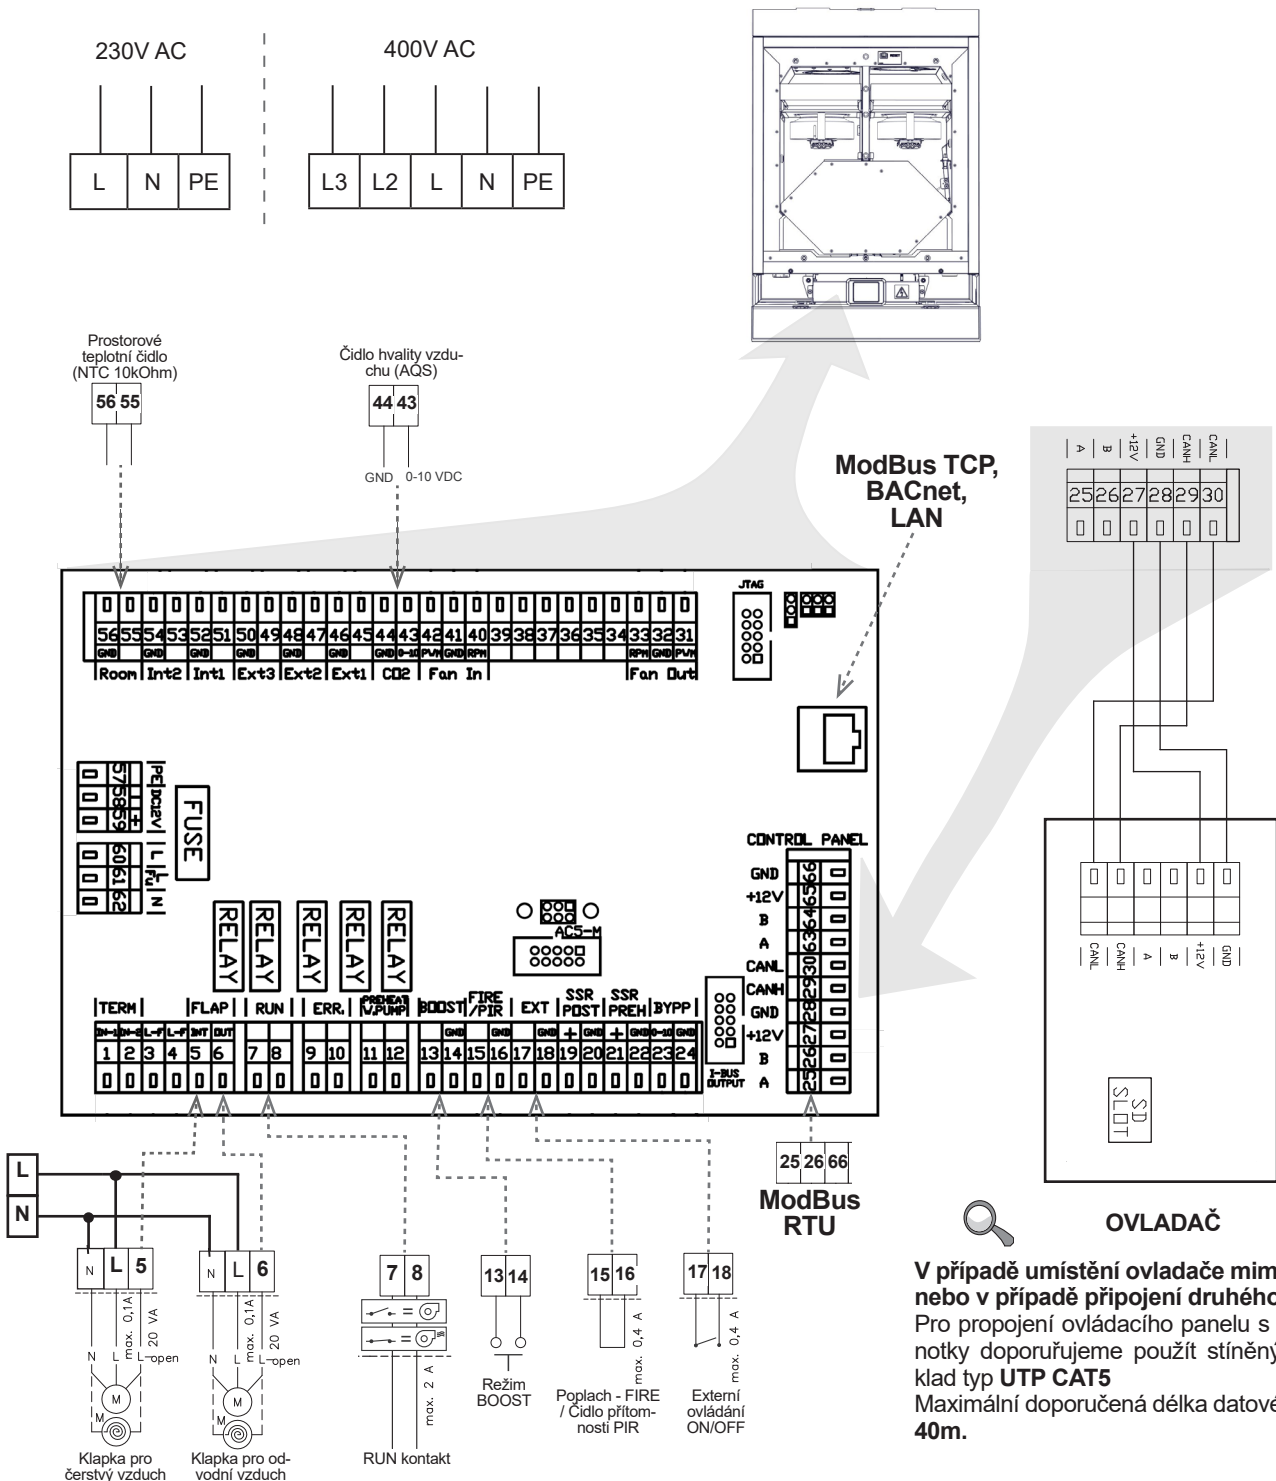 230V AC
400V AC
L N PE
L3 L2 L N PE
Prostorové
teplotní čidlo
(NTC 10kOhm)
56 55
Čidlo hvality vzdu-
chu (AQS)
44 43
GND 0-10 VDC
ModBus TCP,
BACnet,
LAN
A B +12V GND CANH CANL
25 26 27 28 29 30
JTAG
56 55 54 53 52 51 50 49 48 47 46 45 44 43 42 41 40 39 38 37 36 35 34 33 32 31
GND GND GND GND GND GND GND 0-10 PWM GND RPM RPM GND PWM
Room Int2 Int1 Ext3 Ext2 Ext1 CO2 Fan In Fan Out
57 58 59
PE DC12V - +
60 61 62
L Fu L N
FUSE
RELAY RELAY RELAY RELAY RELAY
AC5-M
CONTROL PANEL
GND 66
+12V 65
B 64
A 63
CANL 30
CANH 29
GND 28
+12V 27
B 26
A 25
I-BUS
OUTPUT
TERM FLAP RUN ERR. PREHEAT W.PUMP BOOST FIRE /PIR EXT SSR POST SSR PREH BYPP
IN-1 IN-2 L-F L-F INT OUT GND GND GND + GND + GND 0-10 GND
1 2 3 4 5 6 7 8 9 10 11 12 13 14 15 16 17 18 19 20 21 22 23 24
CANL CANH A B +12V GND
SD
SLOT
L
N
N L 5
N L 6
7 8
13 14
15 16
17 18
25 26 66
ModBus
RTU
max. 0,1A
20 VA
N L L-open
M
M
max. 0,1A
20 VA
N L L-open
M
M
=
=
max. 2 A
max. 0,4 A
max. 0,4 A
Klapka pro
čerstvý vzduch
Klapka pro od-
vodní vzduch
RUN kontakt
Režim
BOOST
Poplach - FIRE
/ Čidlo přítom-
nosti PIR
Externí
ovládání
ON/OFF
OVLADAČ
V případě umístění ovladače mim
nebo v případě připojení druhého
Pro propojení ovládacího panelu s
notky doporuřujeme použít stíněný
klad typ UTP CAT5
Maximální doporučená délka datové
40m.